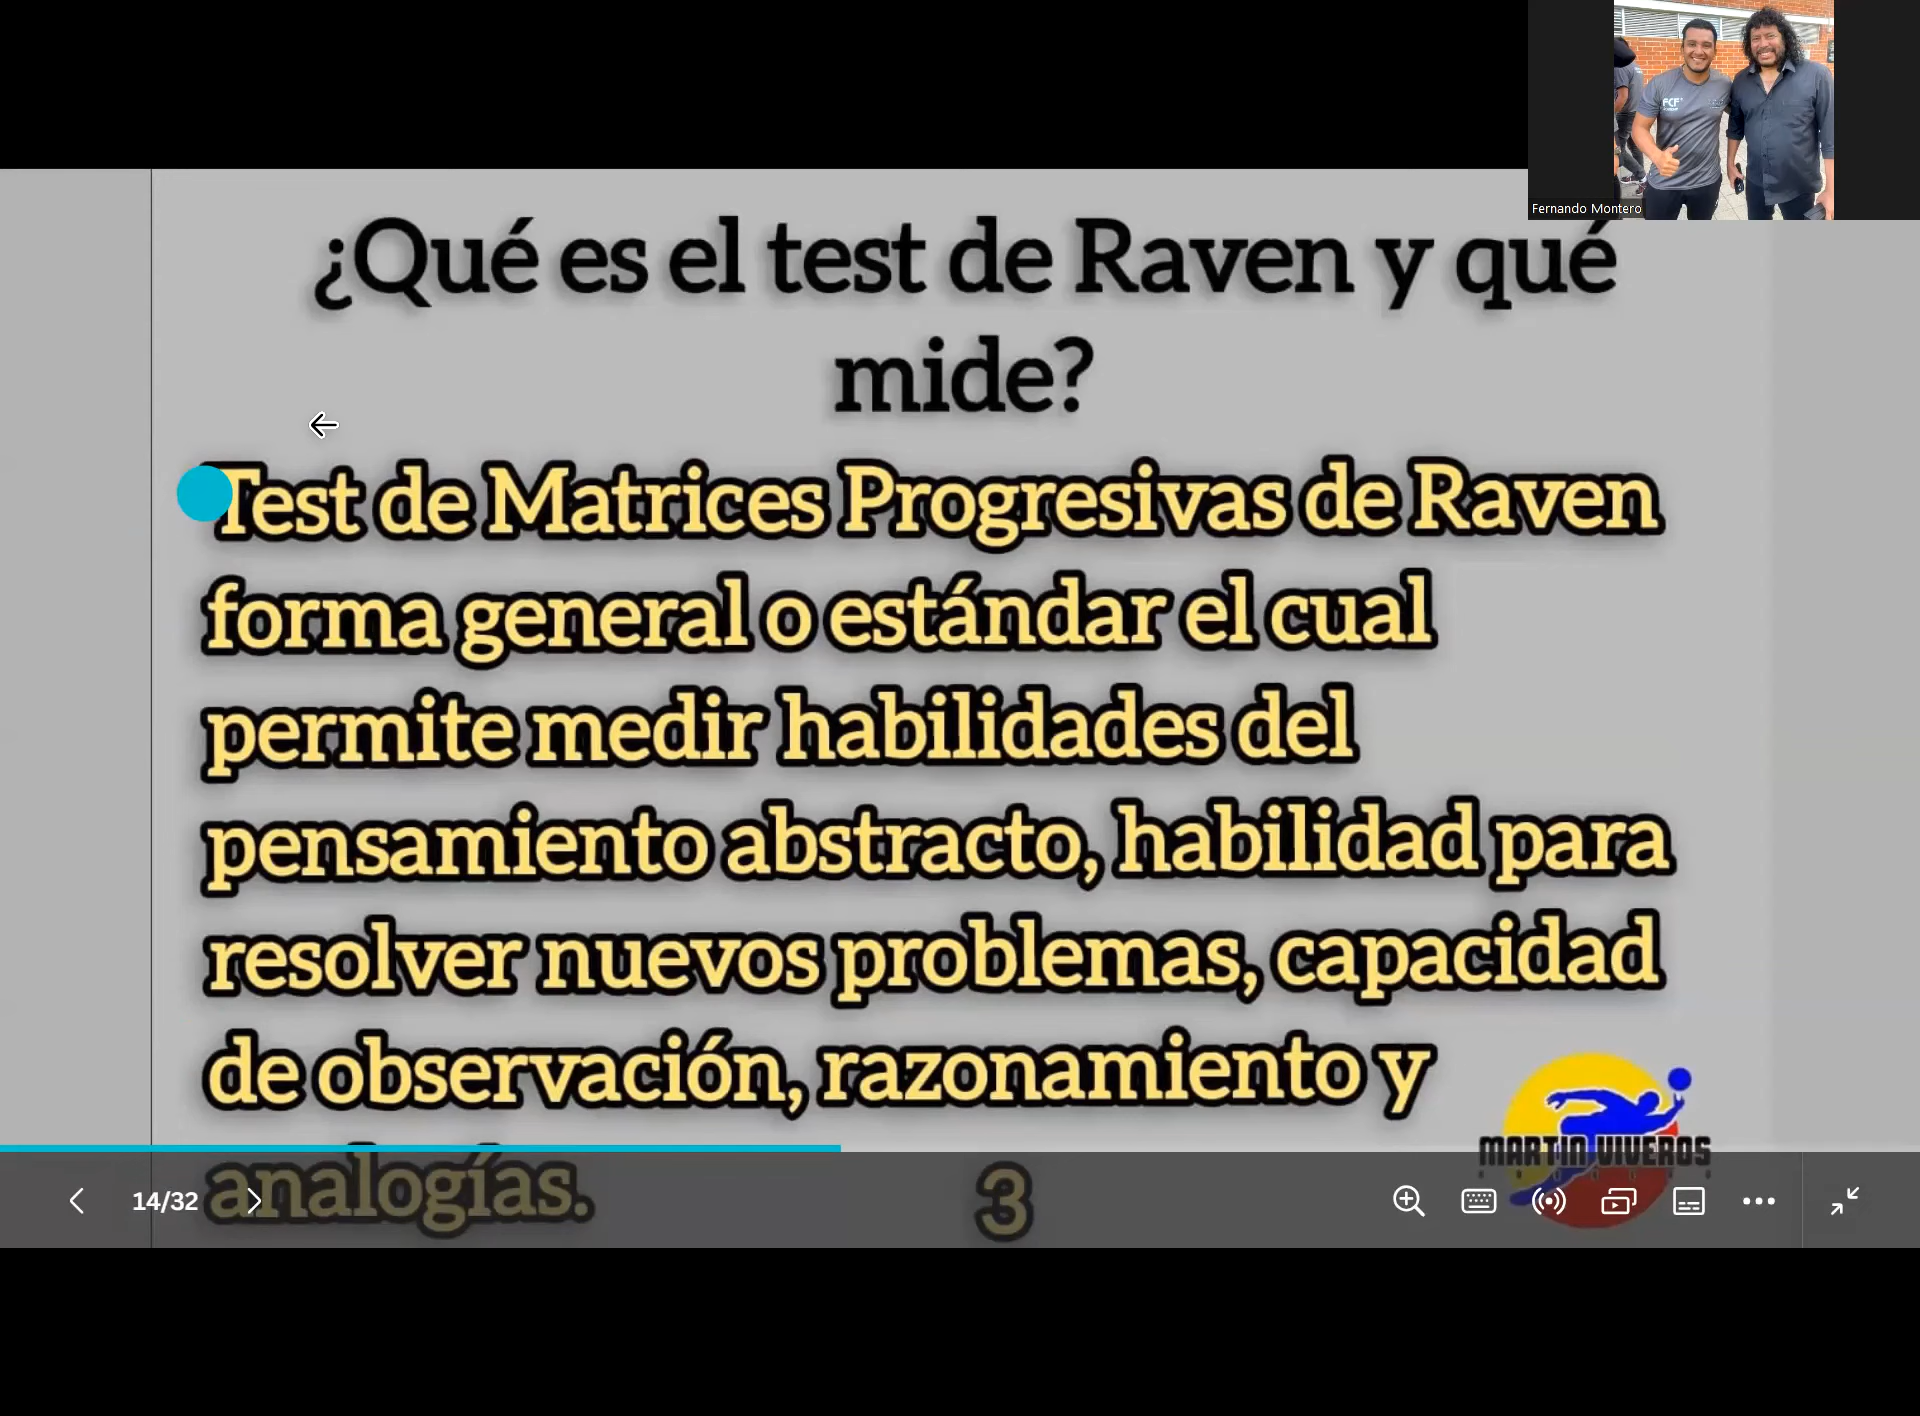 FCF
Fernando Montero
¿Qué es el test de Raven y qué
mide?
Test de Matrices Progresivas de Raven
forma general o estándar el cual
permite medir habilidades del
pensamiento abstracto, habilidad para
resolver nuevos problemas, capacidad
de observación, razonamiento y
analogías.
3
MARTIN VIVEROS
14/32